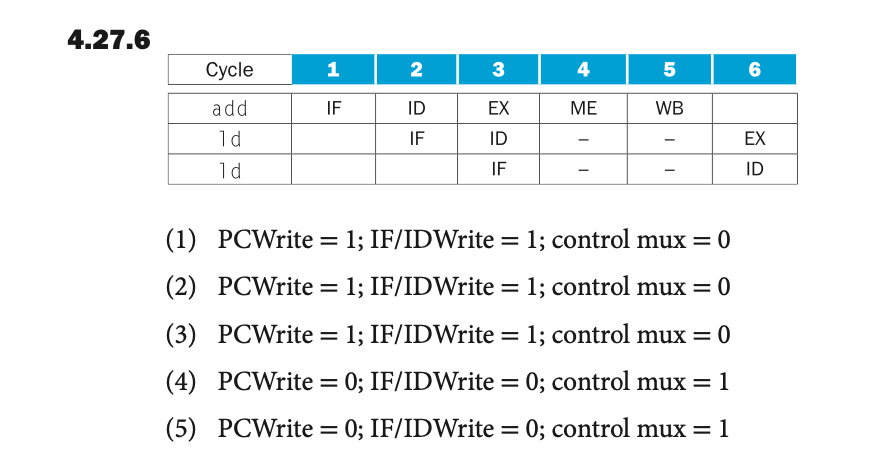 4.27.6
Cycle 1 2 3 4 5 6
add IF ID EX ME WB
ld IF ID – – EX
ld IF – – ID
(1) PCWrite = 1; IF/IDWrite = 1; control mux = 0
(2) PCWrite = 1; IF/IDWrite = 1; control mux = 0
(3) PCWrite = 1; IF/IDWrite = 1; control mux = 0
(4) PCWrite = 0; IF/IDWrite = 0; control mux = 1
(5) PCWrite = 0; IF/IDWrite = 0; control mux = 1